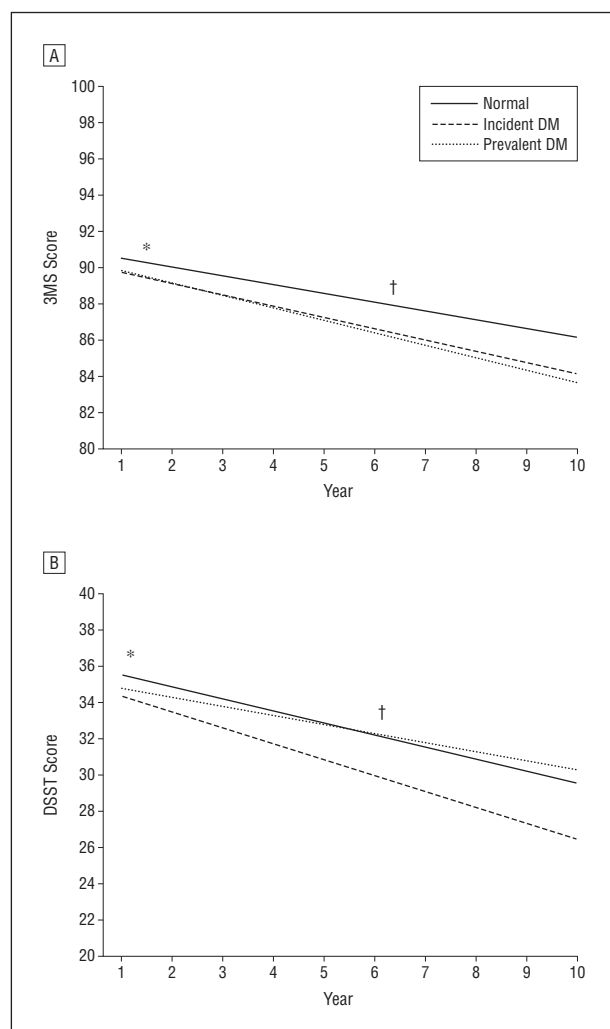 A
100
98
96
94
92
90
88
86
84
82
80
3MS Score
*
†
Normal
Incident DM
Prevalent DM
1 2 3 4 5 6 7 8 9 10
Year
B
40
38
36
34
32
30
28
26
24
22
20
DSST Score
*
†
1 2 3 4 5 6 7 8 9 10
Year